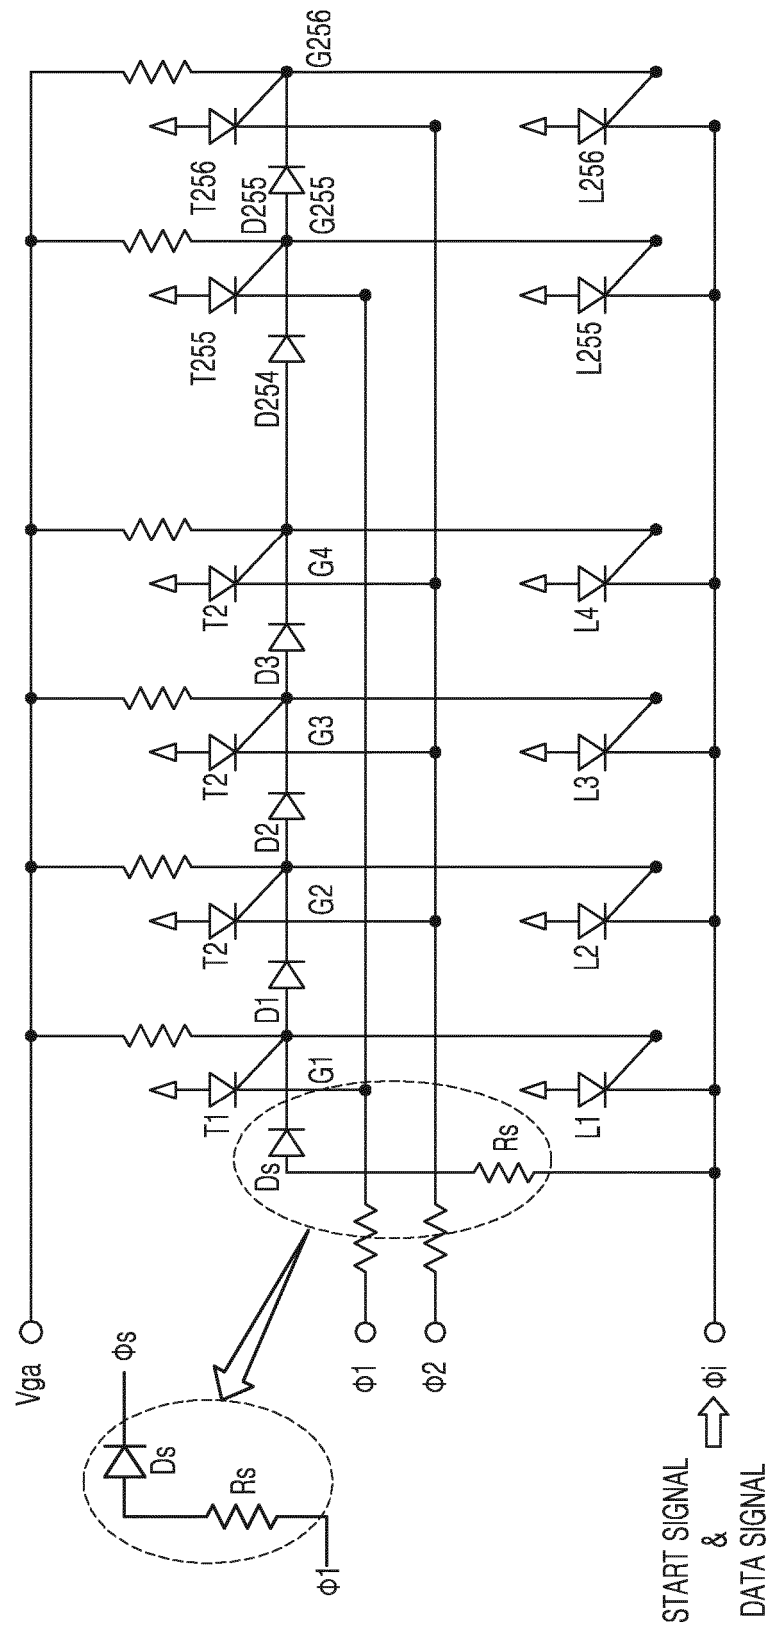 Vga
Φs
Ds
T1 T2 T2 T2 T255 T256
Rs
Ds D1 D2 D3 D254 D255
G1 G2 G3 G4 G255 G256
Φ1
Φ1
Φ2
Rs
L1 L2 L3 L4 L255 L256
START SIGNAL
&
DATA SIGNAL
Φi